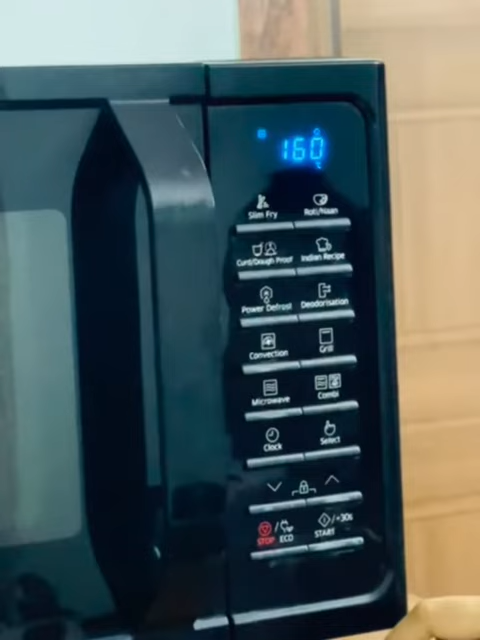 160
°C
Slim Fry Roti/Naan
Curd/Dough Proof Indian Recipe
Power Defrost Deodorisation
Convection Grill
Microwave Combi
Clock Select
STOP / ECO START /+30s